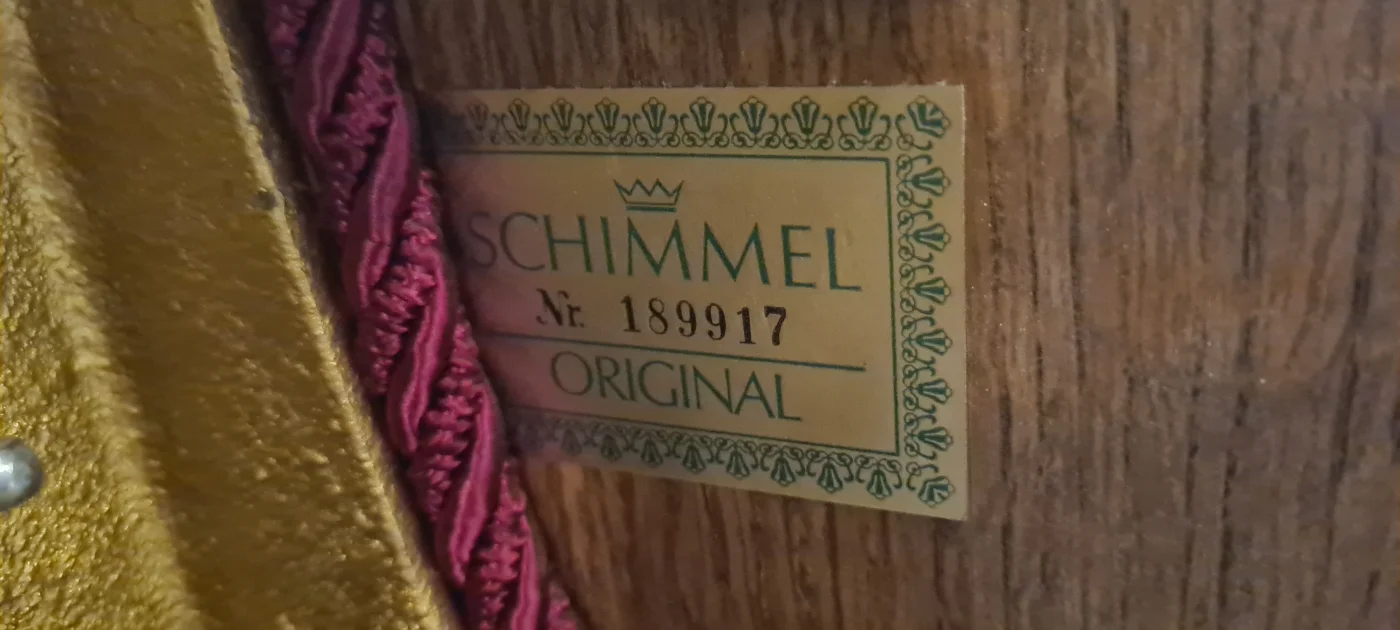 SCHIMMEL
Nr. 189917
ORIGINAL